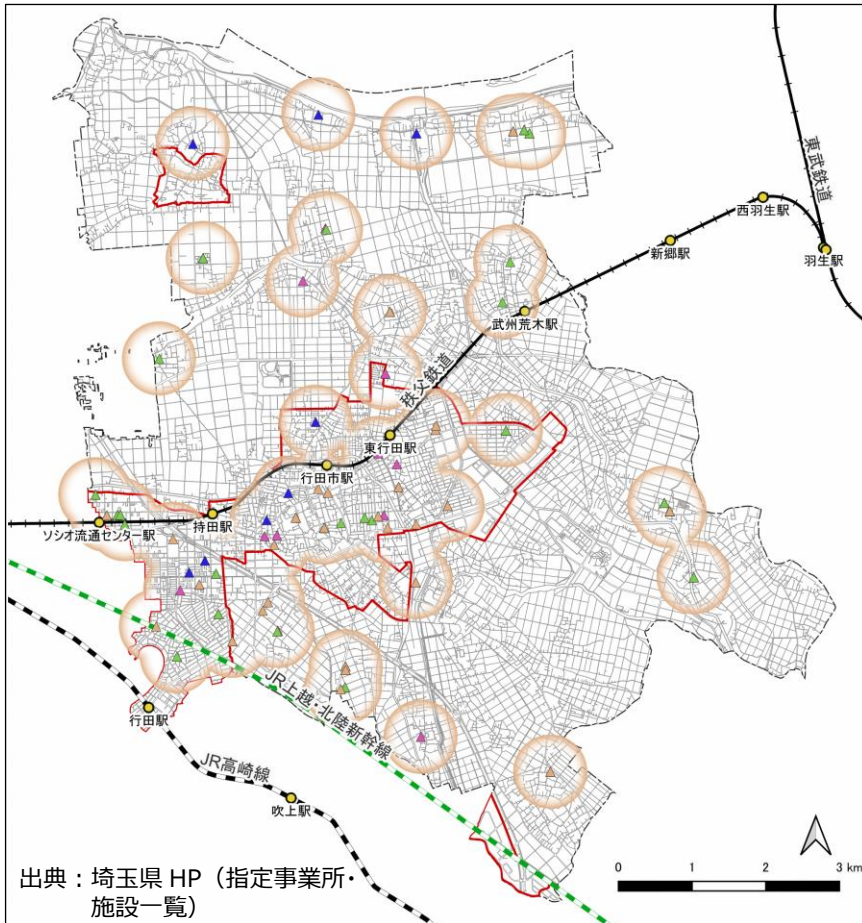 東武鉄道
西羽生駅
新郷駅
羽生駅
武州荒木駅
秩父鉄道
東行田駅
行田市駅
持田駅
ソシオ流通センター駅
JR上越・北陸新幹線
行田駅
JR高崎線
吹上駅
出典：埼玉県 HP（指定事業所・
施設一覧）
0 1 2 3 km